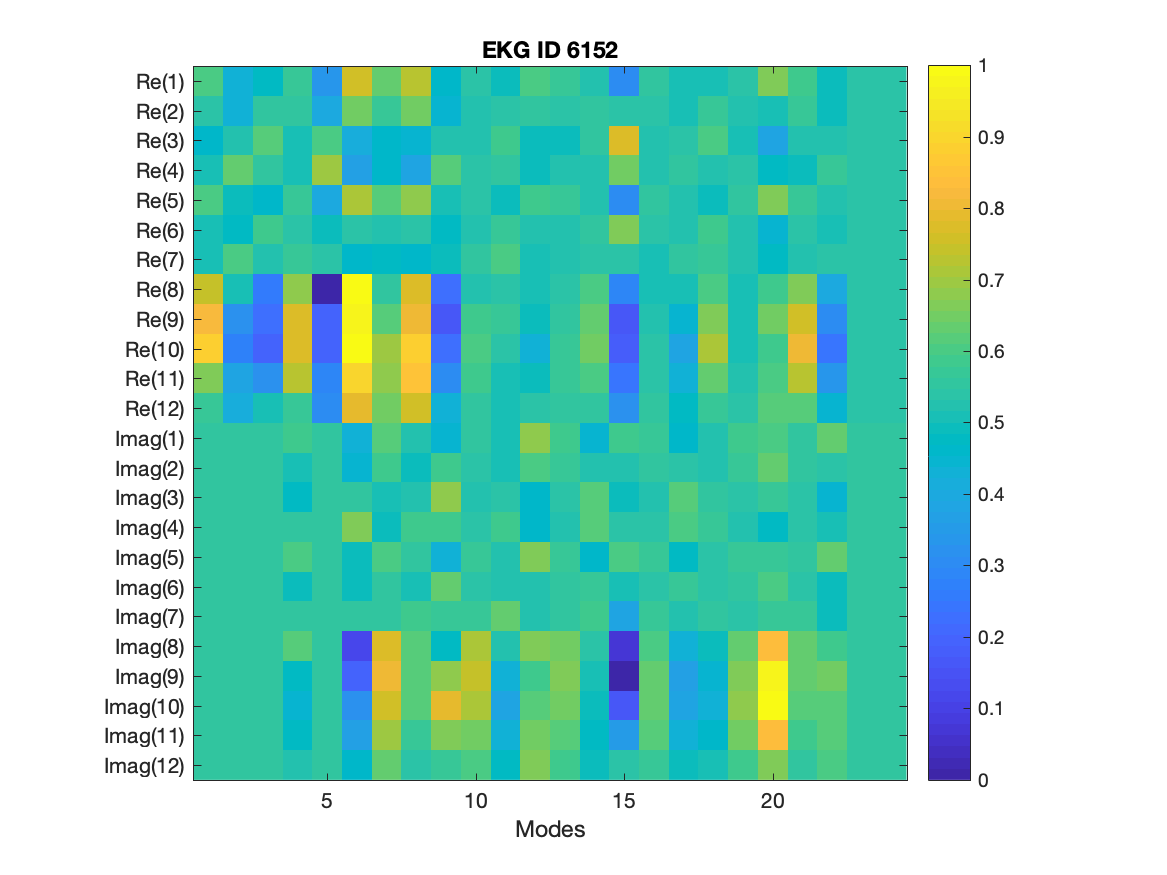 EKG ID 6152
Re(1)
Re(2)
Re(3)
Re(4)
Re(5)
Re(6)
Re(7)
Re(8)
Re(9)
Re(10)
Re(11)
Re(12)
Imag(1)
Imag(2)
Imag(3)
Imag(4)
Imag(5)
Imag(6)
Imag(7)
Imag(8)
Imag(9)
Imag(10)
Imag(11)
Imag(12)
5 10 15 20
Modes
1
0.9
0.8
0.7
0.6
0.5
0.4
0.3
0.2
0.1
0